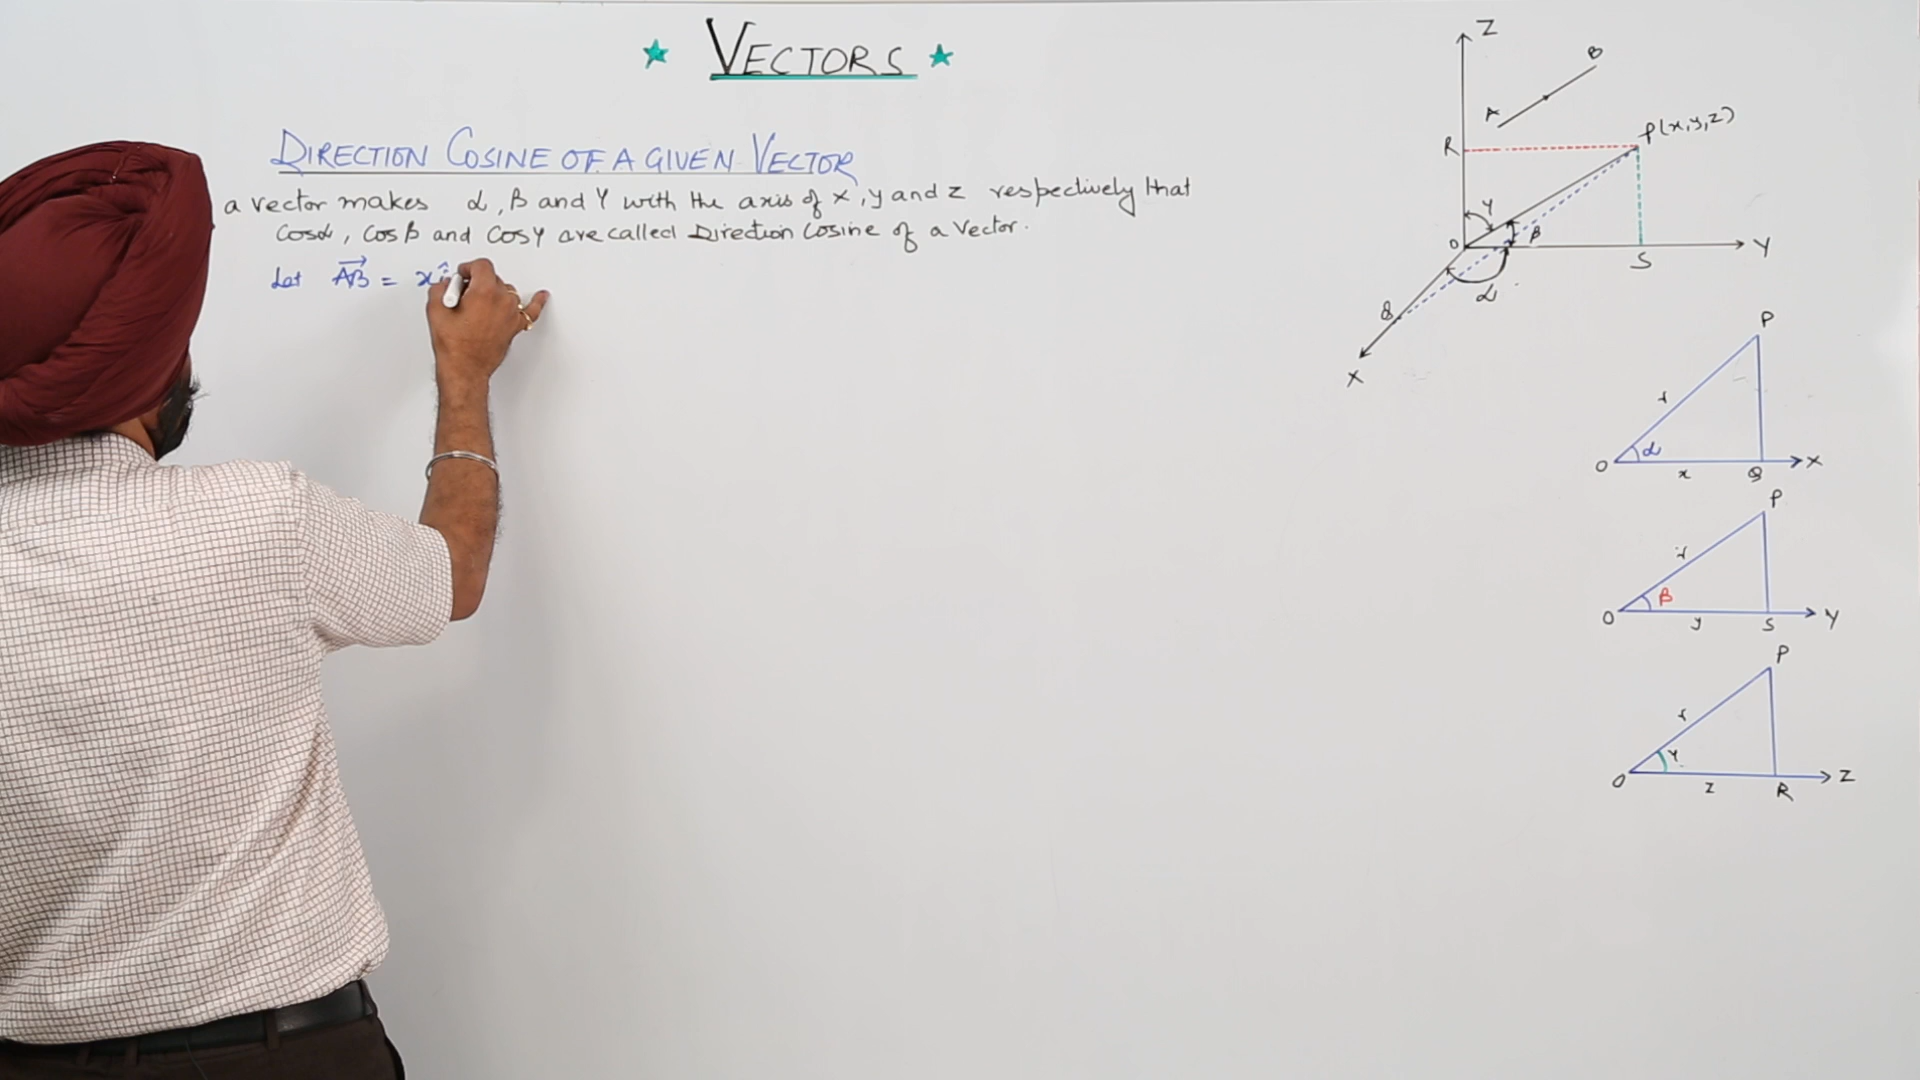 ★ VECTORS ★
DIRECTION COSINE OF A GIVEN VECTOR
a vector makes α, β and γ with the axis of x, y and z respectively that
Cosα, Cosβ and Cosγ are called Direction Cosine of a Vector.
Let AB = xî
Z
B
A
P(x,y,z)
R
γ
O
β
Y
S
α
Q
X
P
r
α
O
x
Q
X
P
r
β
O
y
S
Y
P
r
γ
O
z
R
Z